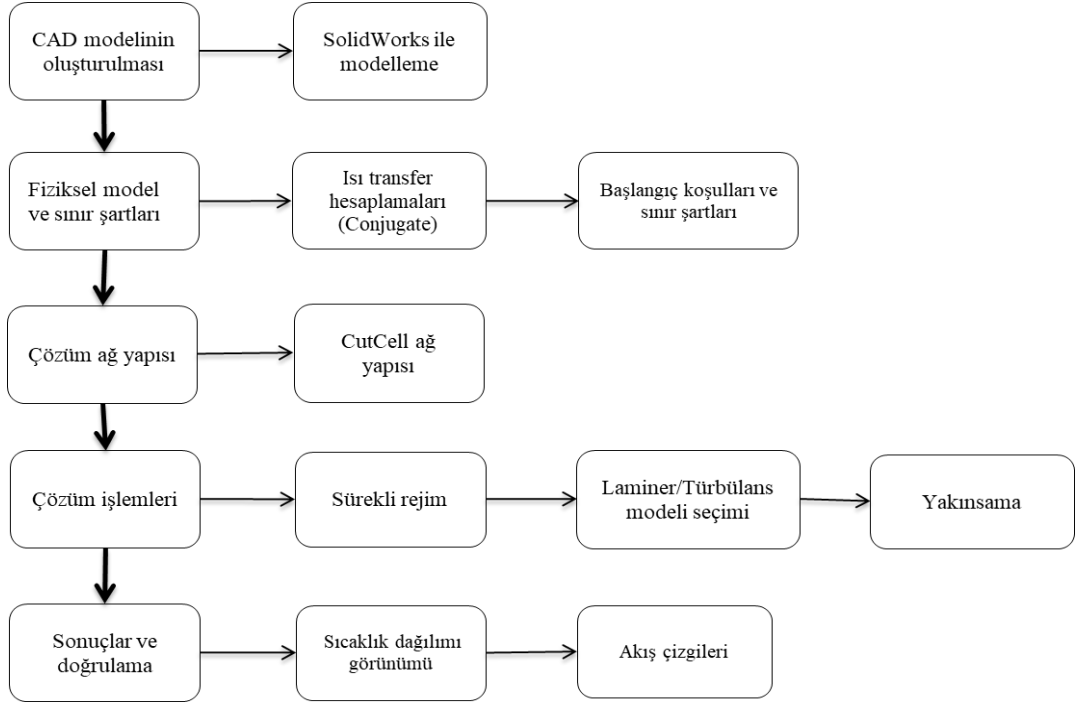 CAD modelinin
oluşturulması
SolidWorks ile
modelleme
Fiziksel model
ve sınır şartları
Isı transfer
hesaplamaları
(Conjugate)
Başlangıç koşulları ve
sınır şartları
Çözüm ağ yapısı
CutCell ağ
yapısı
Çözüm işlemleri
Sürekli rejim
Laminer/Türbülans
modeli seçimi
Yakınsama
Sonuçlar ve
doğrulama
Sıcaklık dağılımı
görünümü
Akış çizgileri